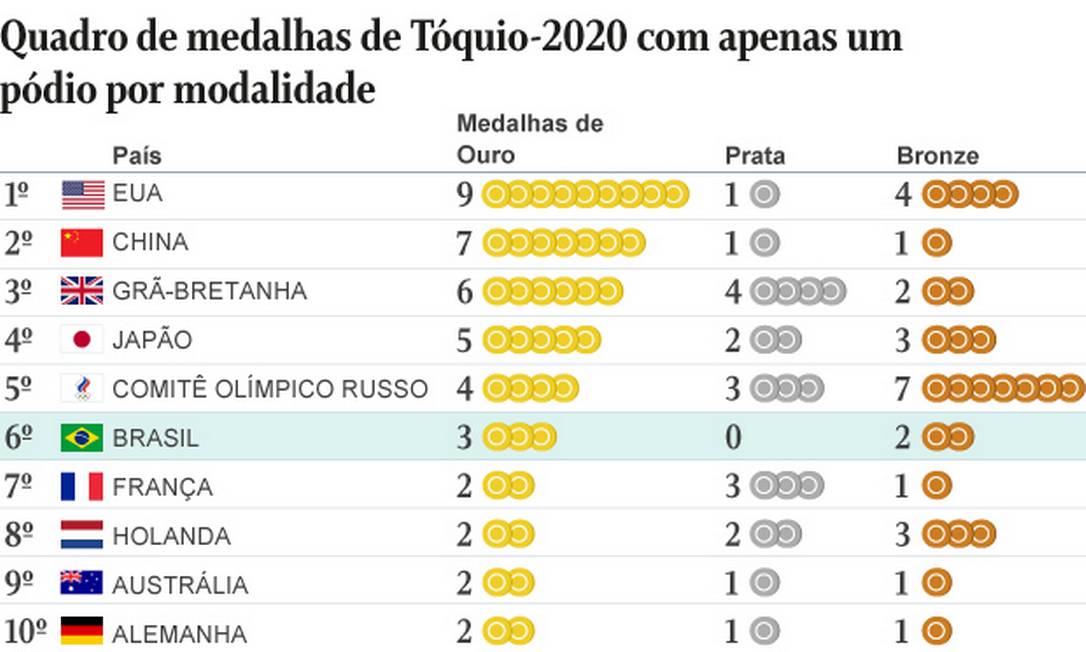 Quadro de medalhas de Tóquio-2020 com apenas um
pódio por modalidade
País Medalhas de Ouro Prata Bronze
1º EUA 9 1 4
2º CHINA 7 1 1
3º GRÃ-BRETANHA 6 4 2
4º JAPÃO 5 2 3
5º COMITÊ OLÍMPICO RUSSO 4 3 7
6º BRASIL 3 0 2
7º FRANÇA 2 3 1
8º HOLANDA 2 2 3
9º AUSTRÁLIA 2 1 1
10º ALEMANHA 2 1 1